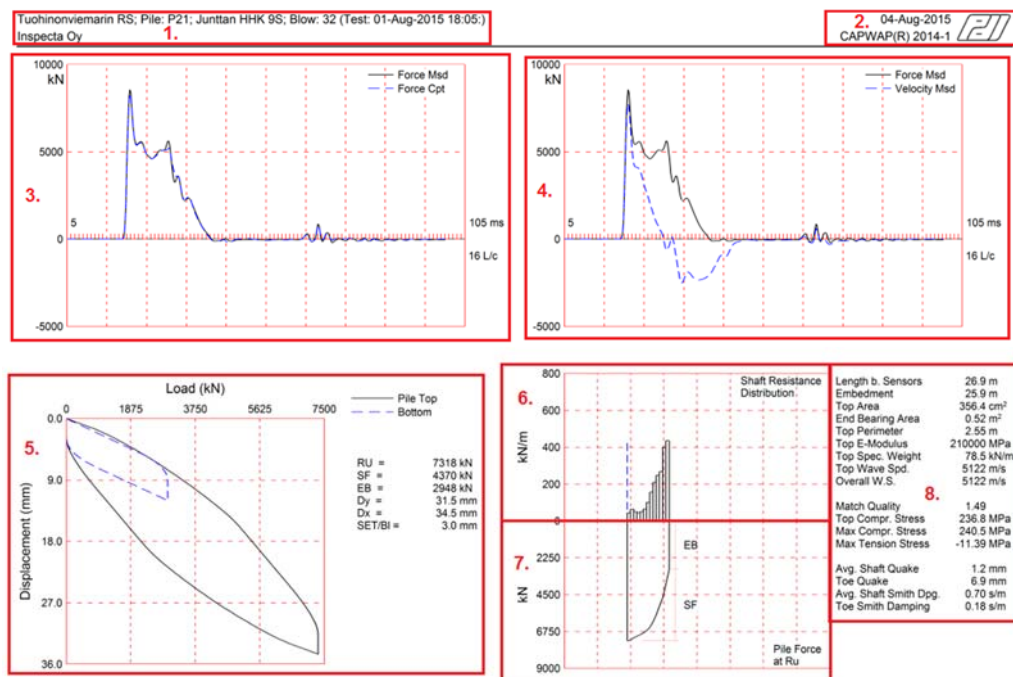 Tuohinonviemarin RS; Pile: P21; Junttan HHK 9S; Blow: 32 (Test: 01-Aug-2015 18:05:)
Inspecta Oy
1.
2.
04-Aug-2015
CAPWAP(R) 2014-1
3.
10000
kN
5000
0
-5000
5
105 ms
16 L/c
Force Msd
Force Cpt
4.
10000
kN
5000
0
-5000
5
105 ms
16 L/c
Force Msd
Velocity Msd
5.
Load (kN)
0 1875 3750 5625 7500
Displacement (mm)
0.0
9.0
18.0
27.0
36.0
Pile Top
Bottom
RU = 7318 kN
SF = 4370 kN
EB = 2948 kN
Dy = 31.5 mm
Dx = 34.5 mm
SET/Bl = 3.0 mm
6.
800
600
400
200
0
kN/m
Shaft Resistance
Distribution
7.
2250
4500
6750
9000
kN
EB
SF
Pile Force
at Ru
8.
Length b. Sensors 26.9 m
Embedment 25.9 m
Top Area 356.4 cm²
End Bearing Area 0.52 m²
Top Perimeter 2.55 m
Top E-Modulus 210000 MPa
Top Spec. Weight 78.5 kN/m
Top Wave Spd. 5122 m/s
Overall W.S. 5122 m/s
Match Quality 1.49
Top Compr. Stress 236.8 MPa
Max Compr. Stress 240.5 MPa
Max Tension Stress -11.39 MPa
Avg. Shaft Quake 1.2 mm
Toe Quake 6.9 mm
Avg. Shaft Smith Dpg. 0.70 s/m
Toe Smith Damping 0.18 s/m